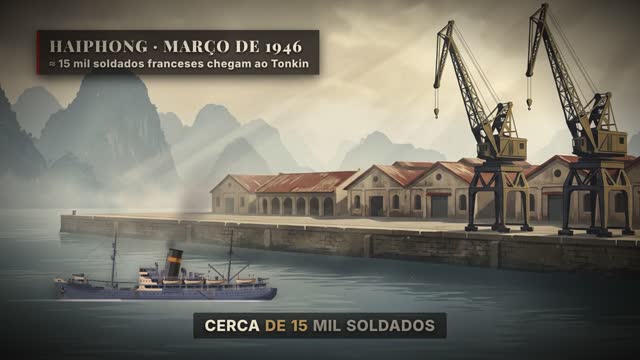 HAIPHONG · MARÇO DE 1946
≈ 15 mil soldados franceses chegam ao Tonkin
CERCA DE 15 MIL SOLDADOS